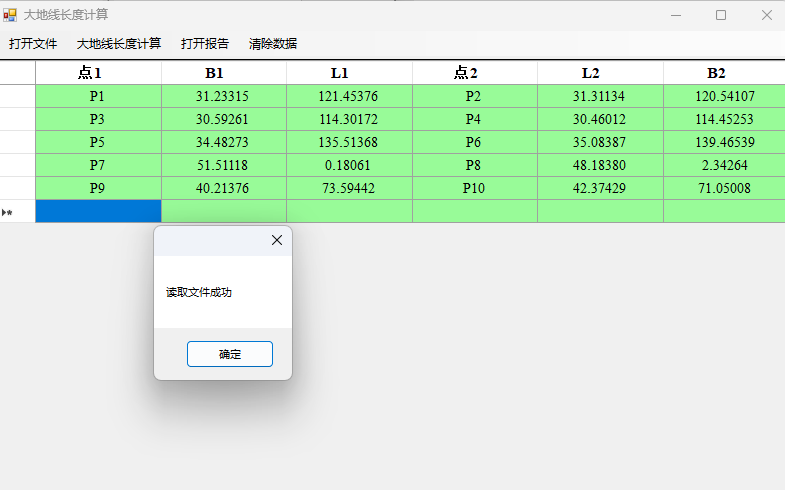 大地线长度计算
打开文件 大地线长度计算 打开报告 清除数据
点1 B1 L1 点2 L2 B2
P1 31.23315 121.45376 P2 31.31134 120.54107
P3 30.59261 114.30172 P4 30.46012 114.45253
P5 34.48273 135.51368 P6 35.08387 139.46539
P7 51.51118 0.18061 P8 48.18380 2.34264
P9 40.21376 73.59442 P10 42.37429 71.05008
读取文件成功
确定